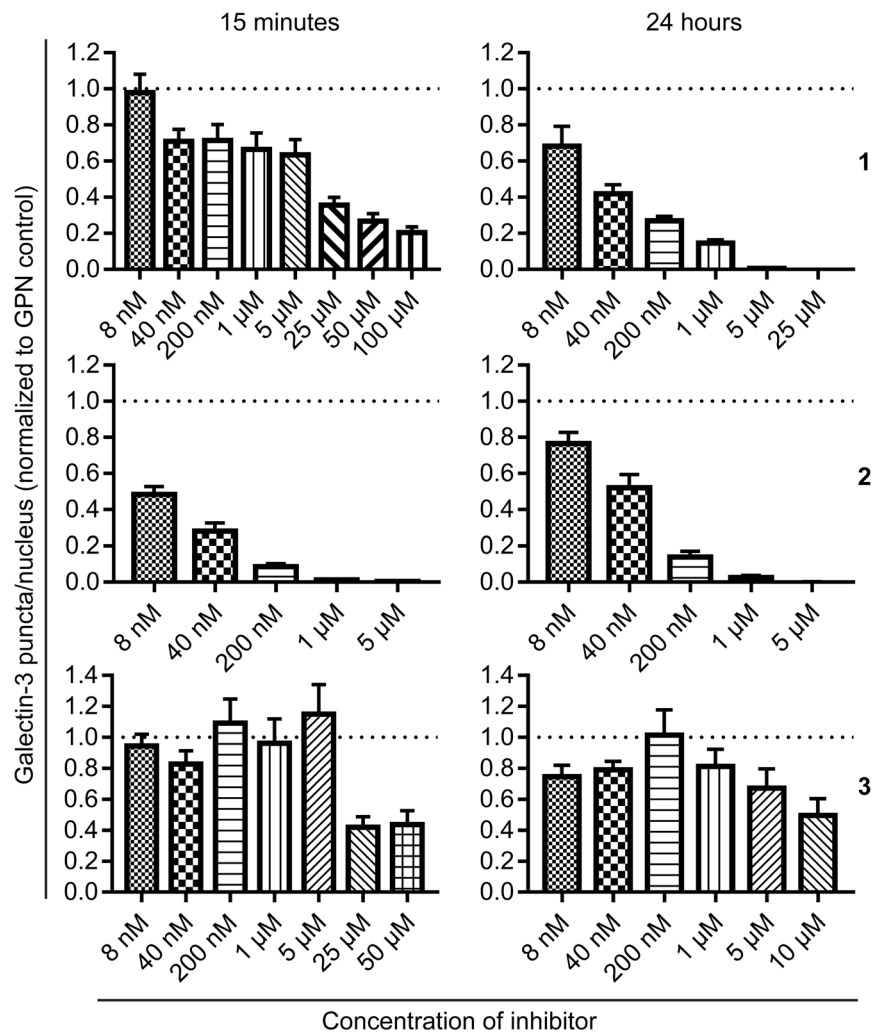 15 minutes
24 hours
Galectin-3 puncta/nucleus (normalized to GPN control)
1.2
1.0
0.8
0.6
0.4
0.2
0.0
8 nM
40 nM
200 nM
1 µM
5 µM
25 µM
50 µM
100 µM
1.2
1.0
0.8
0.6
0.4
0.2
0.0
8 nM
40 nM
200 nM
1 µM
5 µM
25 µM
1
1.2
1.0
0.8
0.6
0.4
0.2
0.0
8 nM
40 nM
200 nM
1 µM
5 µM
1.2
1.0
0.8
0.6
0.4
0.2
0.0
8 nM
40 nM
200 nM
1 µM
5 µM
2
1.4
1.2
1.0
0.8
0.6
0.4
0.2
0.0
8 nM
40 nM
200 nM
1 µM
5 µM
25 µM
50 µM
1.4
1.2
1.0
0.8
0.6
0.4
0.2
0.0
8 nM
40 nM
200 nM
1 µM
5 µM
10 µM
3
Concentration of inhibitor